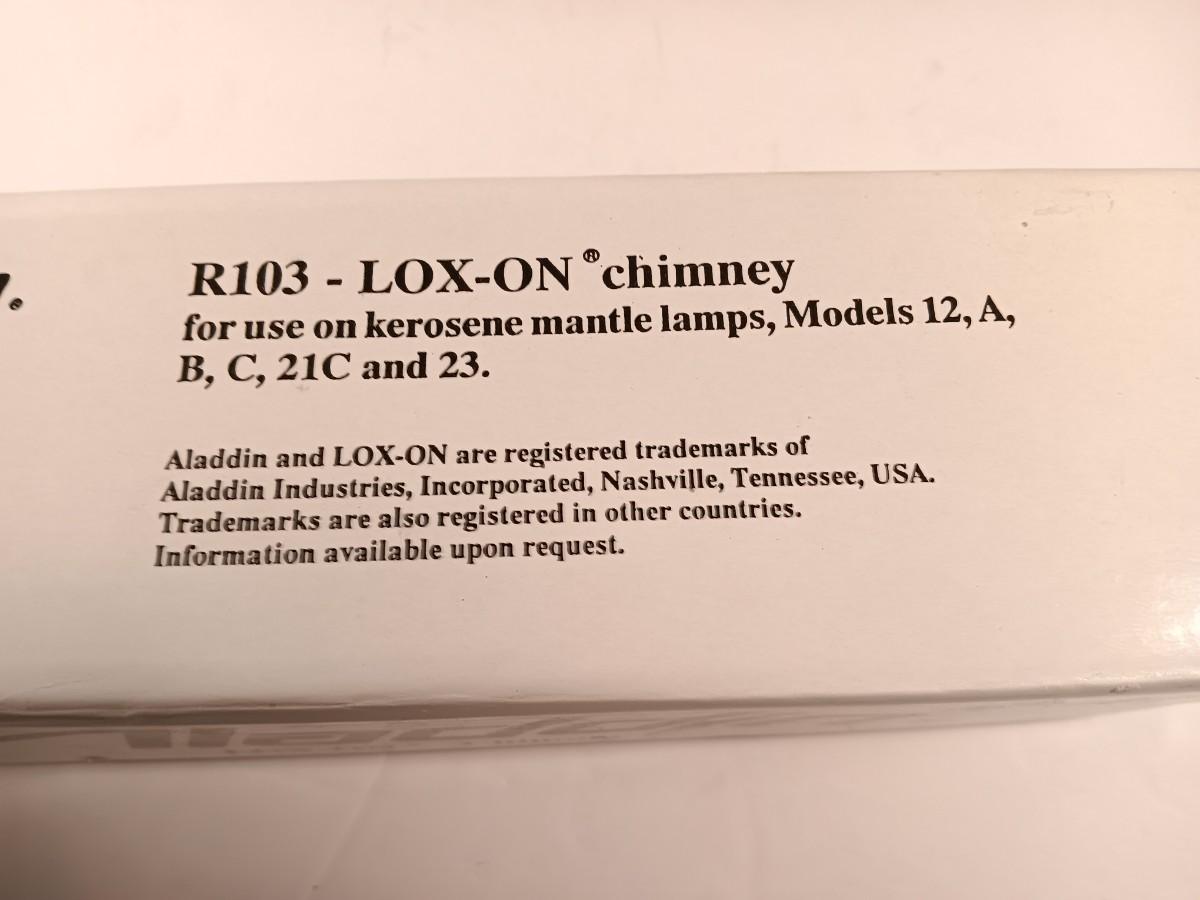 R103 - LOX-ON® chimney
for use on kerosene mantle lamps, Models 12, A,
B, C, 21C and 23.
Aladdin and LOX-ON are registered trademarks of
Aladdin Industries, Incorporated, Nashville, Tennessee, USA.
Trademarks are also registered in other countries.
Information available upon request.